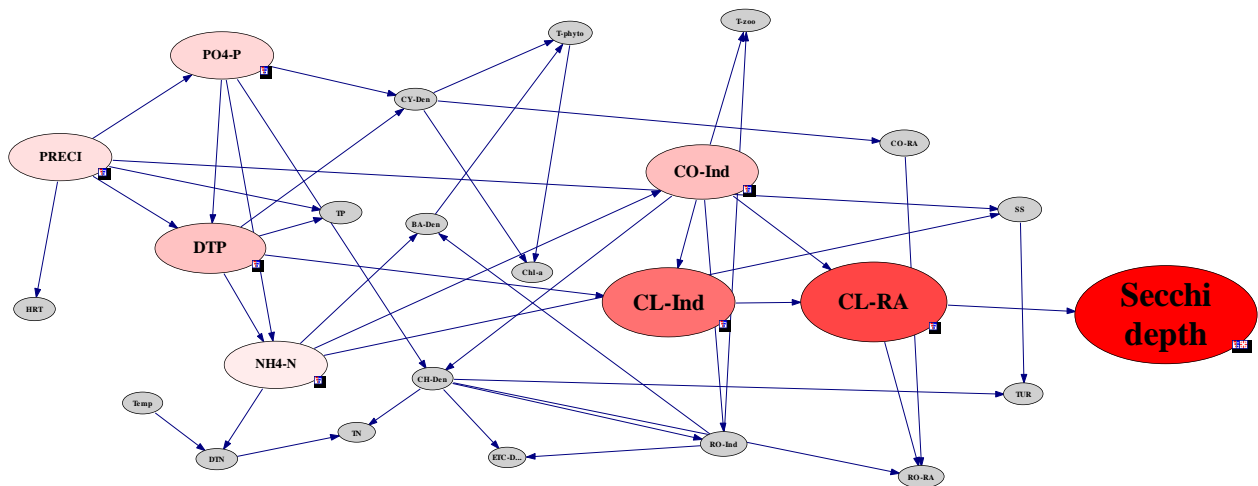 T-zoo
T-phyto
PO4-P
CY-Den
CO-RA
PRECI
CO-Ind
TP
BA-Den
SS
DTP
Chl-a
CL-Ind
CL-RA
Secchi
depth
HRT
NH4-N
CH-Den
TUR
Temp
TN
DTN
ETC-D...
RO-Ind
RO-RA